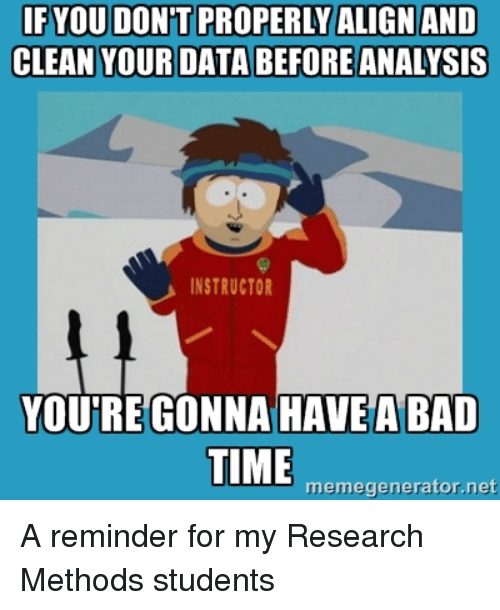 IF YOU DON'T PROPERLY ALIGN AND
CLEAN YOUR DATA BEFORE ANALYSIS
INSTRUCTOR
YOU'RE GONNA HAVE A BAD
TIME
memegenerator.net
A reminder for my Research
Methods students